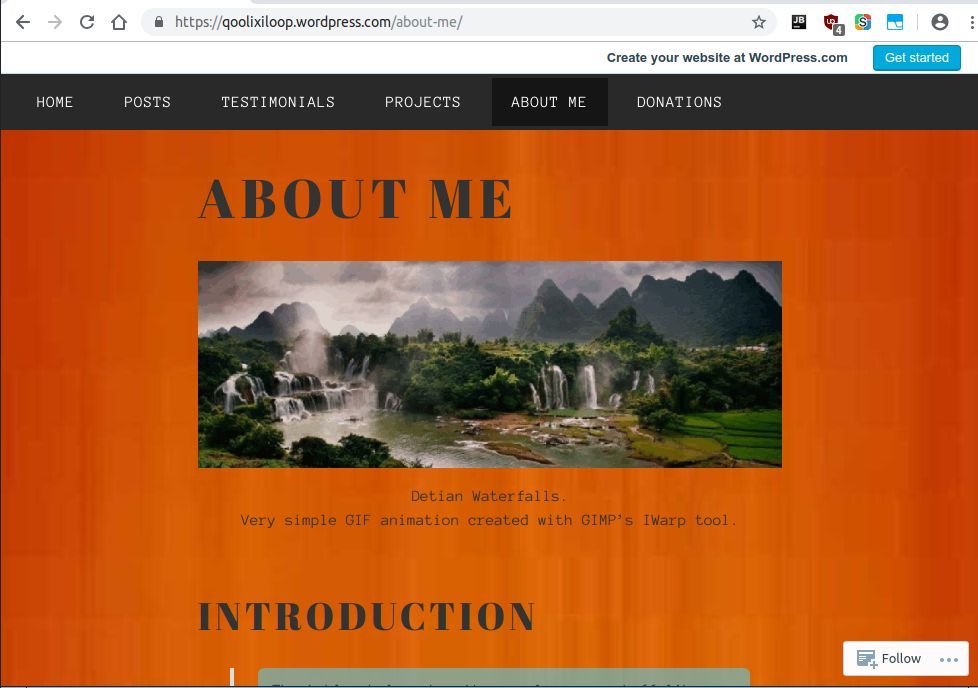 https://qoolixiloop.wordpress.com/about-me/
JB
4
S
Create your website at WordPress.com
Get started
HOME POSTS TESTIMONIALS PROJECTS ABOUT ME DONATIONS
ABOUT ME
Detian Waterfalls.
Very simple GIF animation created with GIMP’s IWarp tool.
INTRODUCTION
Follow